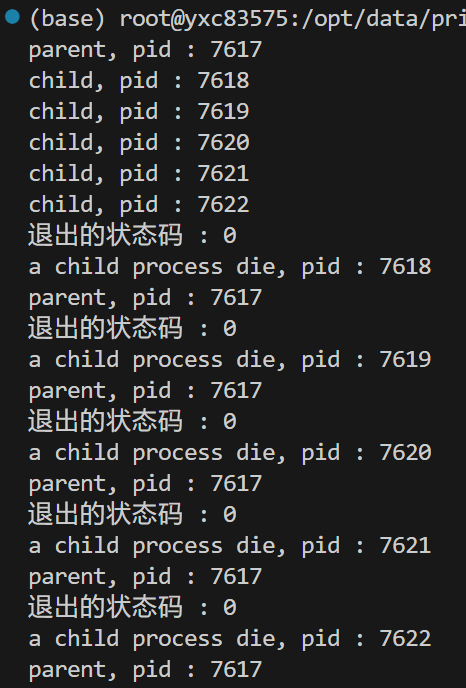 (base) root@yxc83575:/opt/data/pri
parent, pid : 7617
child, pid : 7618
child, pid : 7619
child, pid : 7620
child, pid : 7621
child, pid : 7622
退出的状态码 : 0
a child process die, pid : 7618
parent, pid : 7617
退出的状态码 : 0
a child process die, pid : 7619
parent, pid : 7617
退出的状态码 : 0
a child process die, pid : 7620
parent, pid : 7617
退出的状态码 : 0
a child process die, pid : 7621
parent, pid : 7617
退出的状态码 : 0
a child process die, pid : 7622
parent, pid : 7617